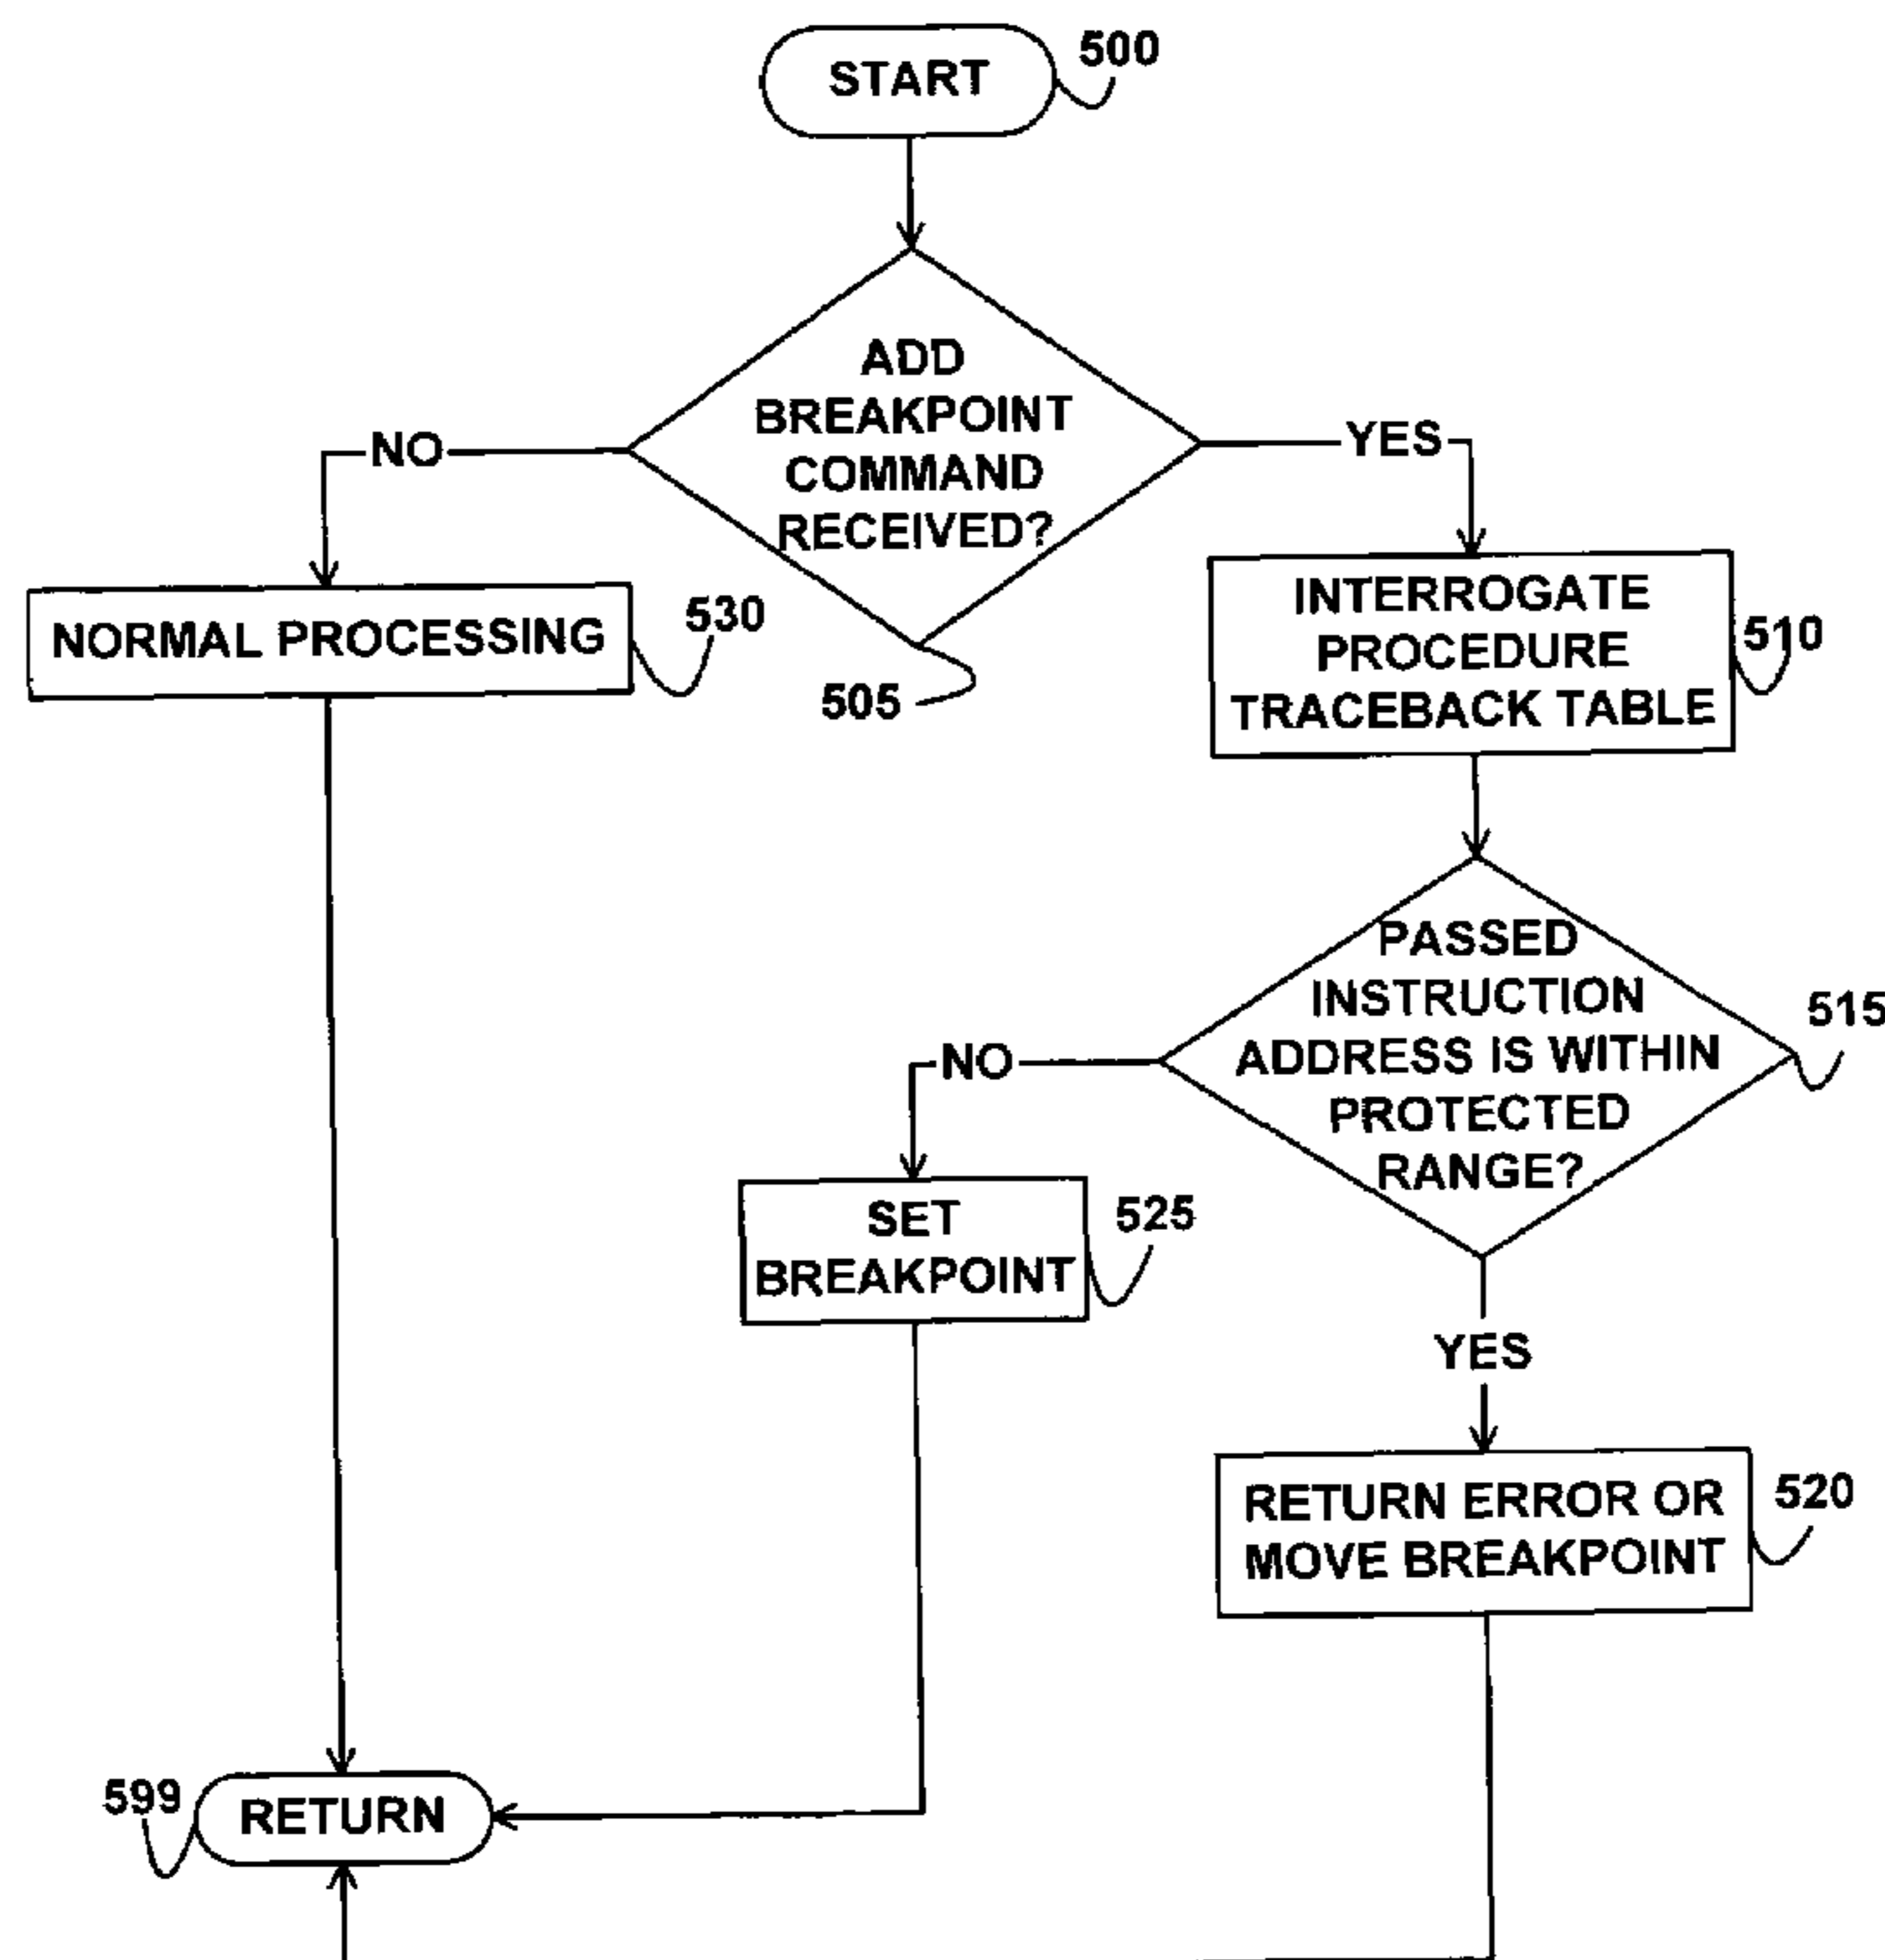 START
500
ADD
BREAKPOINT
COMMAND
RECEIVED?
NO
YES
NORMAL PROCESSING
530
505
INTERROGATE
PROCEDURE
TRACEBACK TABLE
510
PASSED
INSTRUCTION
ADDRESS IS WITHIN
PROTECTED
RANGE?
515
NO
SET
BREAKPOINT
525
YES
RETURN ERROR OR
MOVE BREAKPOINT
520
599
RETURN